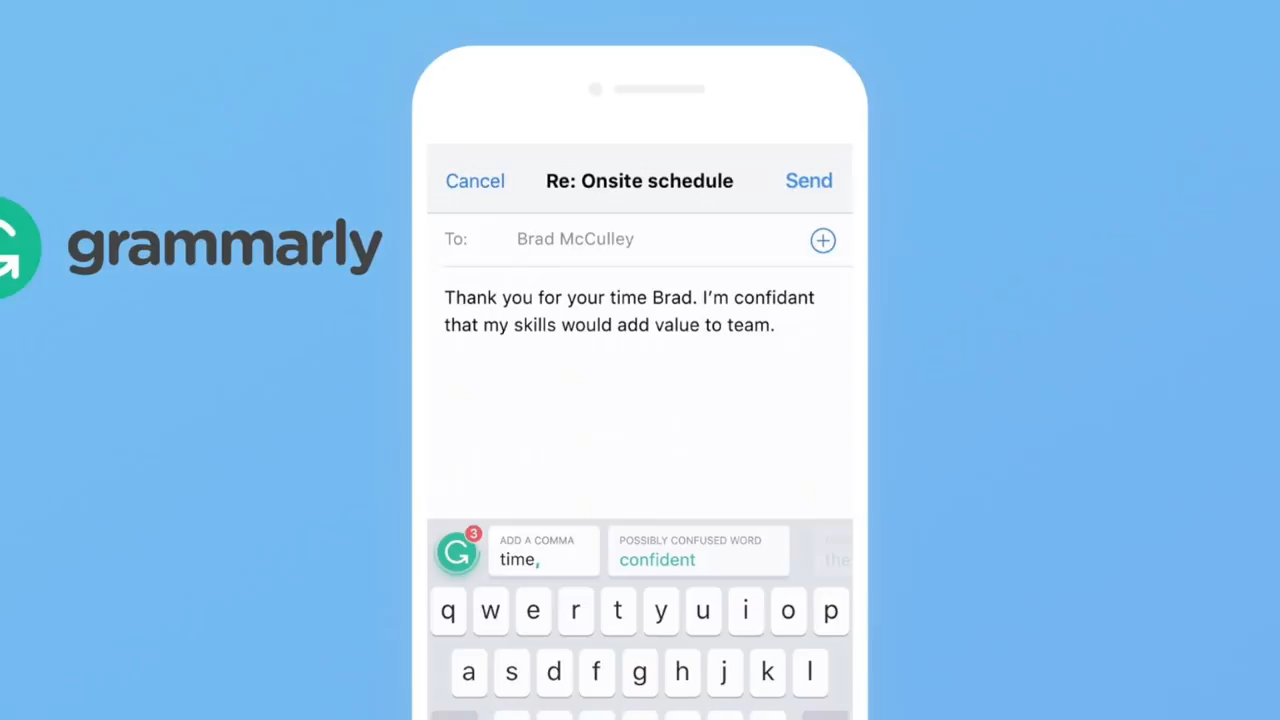 grammarly
Cancel Re: Onsite schedule Send
To: Brad McCulley
Thank you for your time Brad. I’m confidant
that my skills would add value to team.
3
ADD A COMMA
time,
POSSIBLY CONFUSED WORD
confident
the
q w e r t y u i o p
a s d f g h j k l